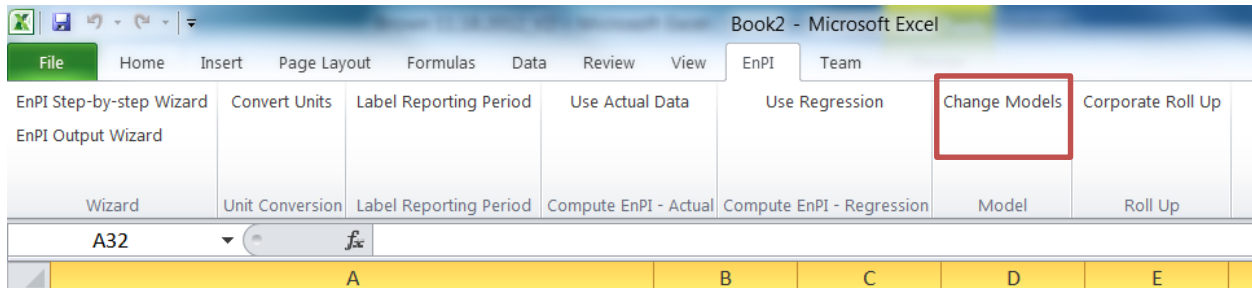 Book2 - Microsoft Excel
File Home Insert Page Layout Formulas Data Review View EnPI Team
EnPI Step-by-step Wizard Convert Units Label Reporting Period Use Actual Data Use Regression Change Models Corporate Roll Up
EnPI Output Wizard
Wizard Unit Conversion Label Reporting Period Compute EnPI - Actual Compute EnPI - Regression Model Roll Up
A32 fx
A B C D E